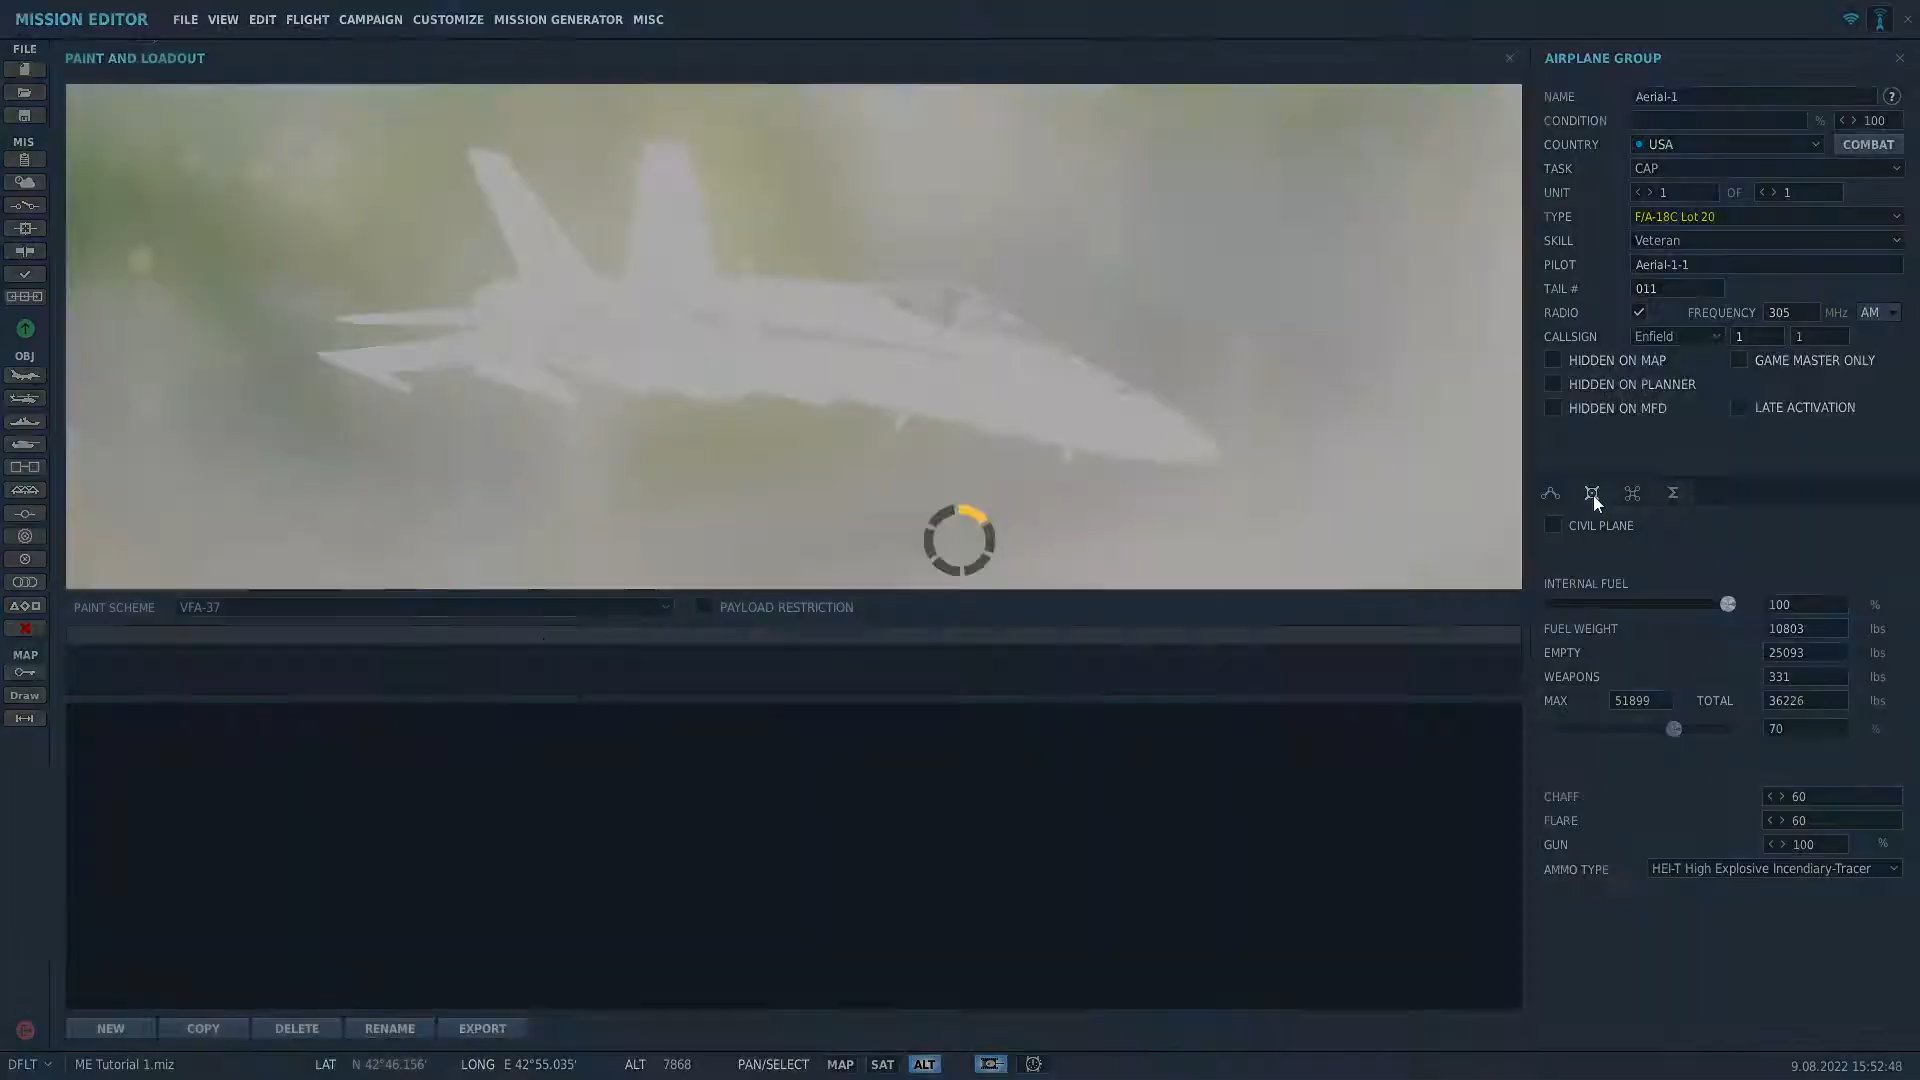 MISSION EDITOR FILE VIEW EDIT FLIGHT CAMPAIGN CUSTOMIZE MISSION GENERATOR MISC
FILE
MIS
OBJ
MAP
Draw
PAINT AND LOADOUT
PAINT SCHEME VFA-37 PAYLOAD RESTRICTION
NEW COPY DELETE RENAME EXPORT
AIRPLANE GROUP
NAME Aerial-1 ?
CONDITION % < > 100
COUNTRY USA COMBAT
TASK CAP
UNIT < > 1 OF < > 1
TYPE F/A-18C Lot 20
SKILL Veteran
PILOT Aerial-1-1
TAIL # 011
RADIO FREQUENCY 305 MHz AM
CALLSIGN Enfield 1 1
HIDDEN ON MAP GAME MASTER ONLY
HIDDEN ON PLANNER
HIDDEN ON MFD LATE ACTIVATION
CIVIL PLANE
INTERNAL FUEL
100 %
FUEL WEIGHT 10803 lbs
EMPTY 25093 lbs
WEAPONS 331 lbs
MAX 51899 TOTAL 36226 lbs
70 %
CHAFF < > 60
FLARE < > 60
GUN < > 100 %
AMMO TYPE HEI-T High Explosive Incendiary-Tracer
DFLT ME Tutorial 1.miz LAT N 42°46.156' LONG E 42°55.035' ALT 7868 PAN/SELECT MAP SAT ALT 9.08.2022 15:52:48